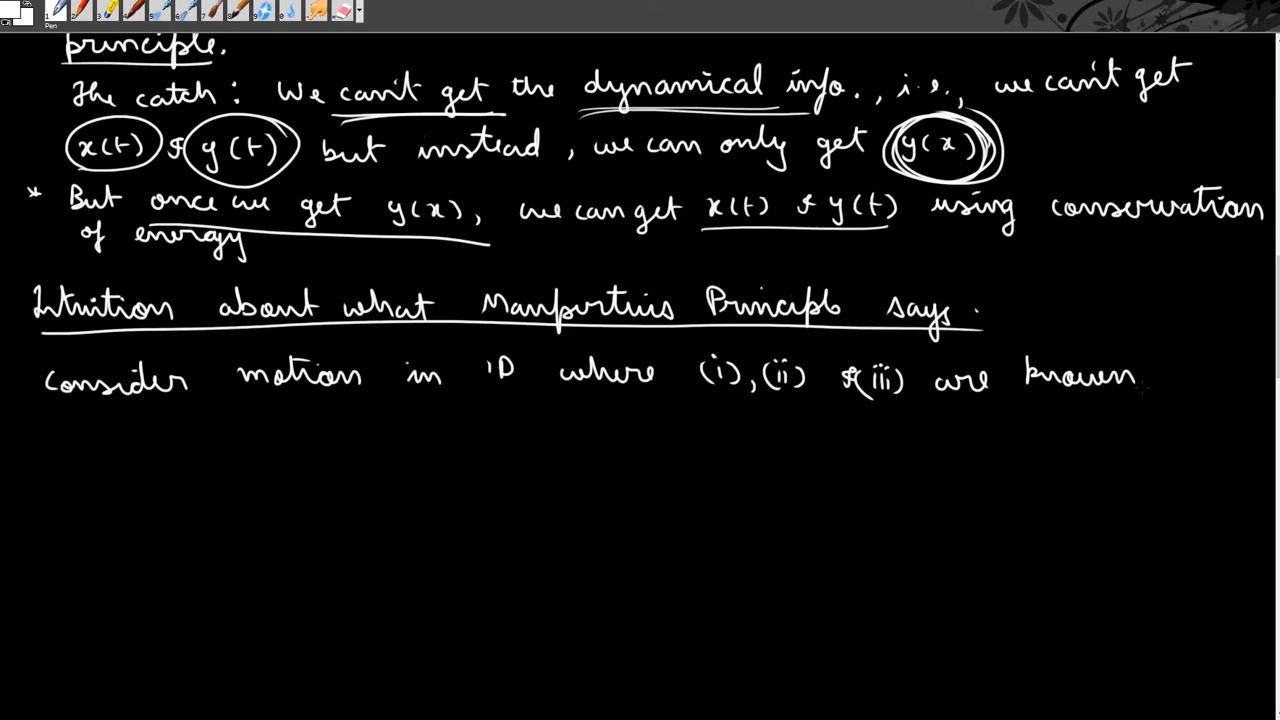 Pen
principle.
The catch: We can't get the dynamical info., i.e., we can't get
x(t) & y(t) but instead, we can only get y(x)
* But once we get y(x), we can get x(t) & y(t) using conservation
of energy
Intuition about what Maupertuis Principle says.
Consider motion in 1D where (i), (ii) & (iii) are known